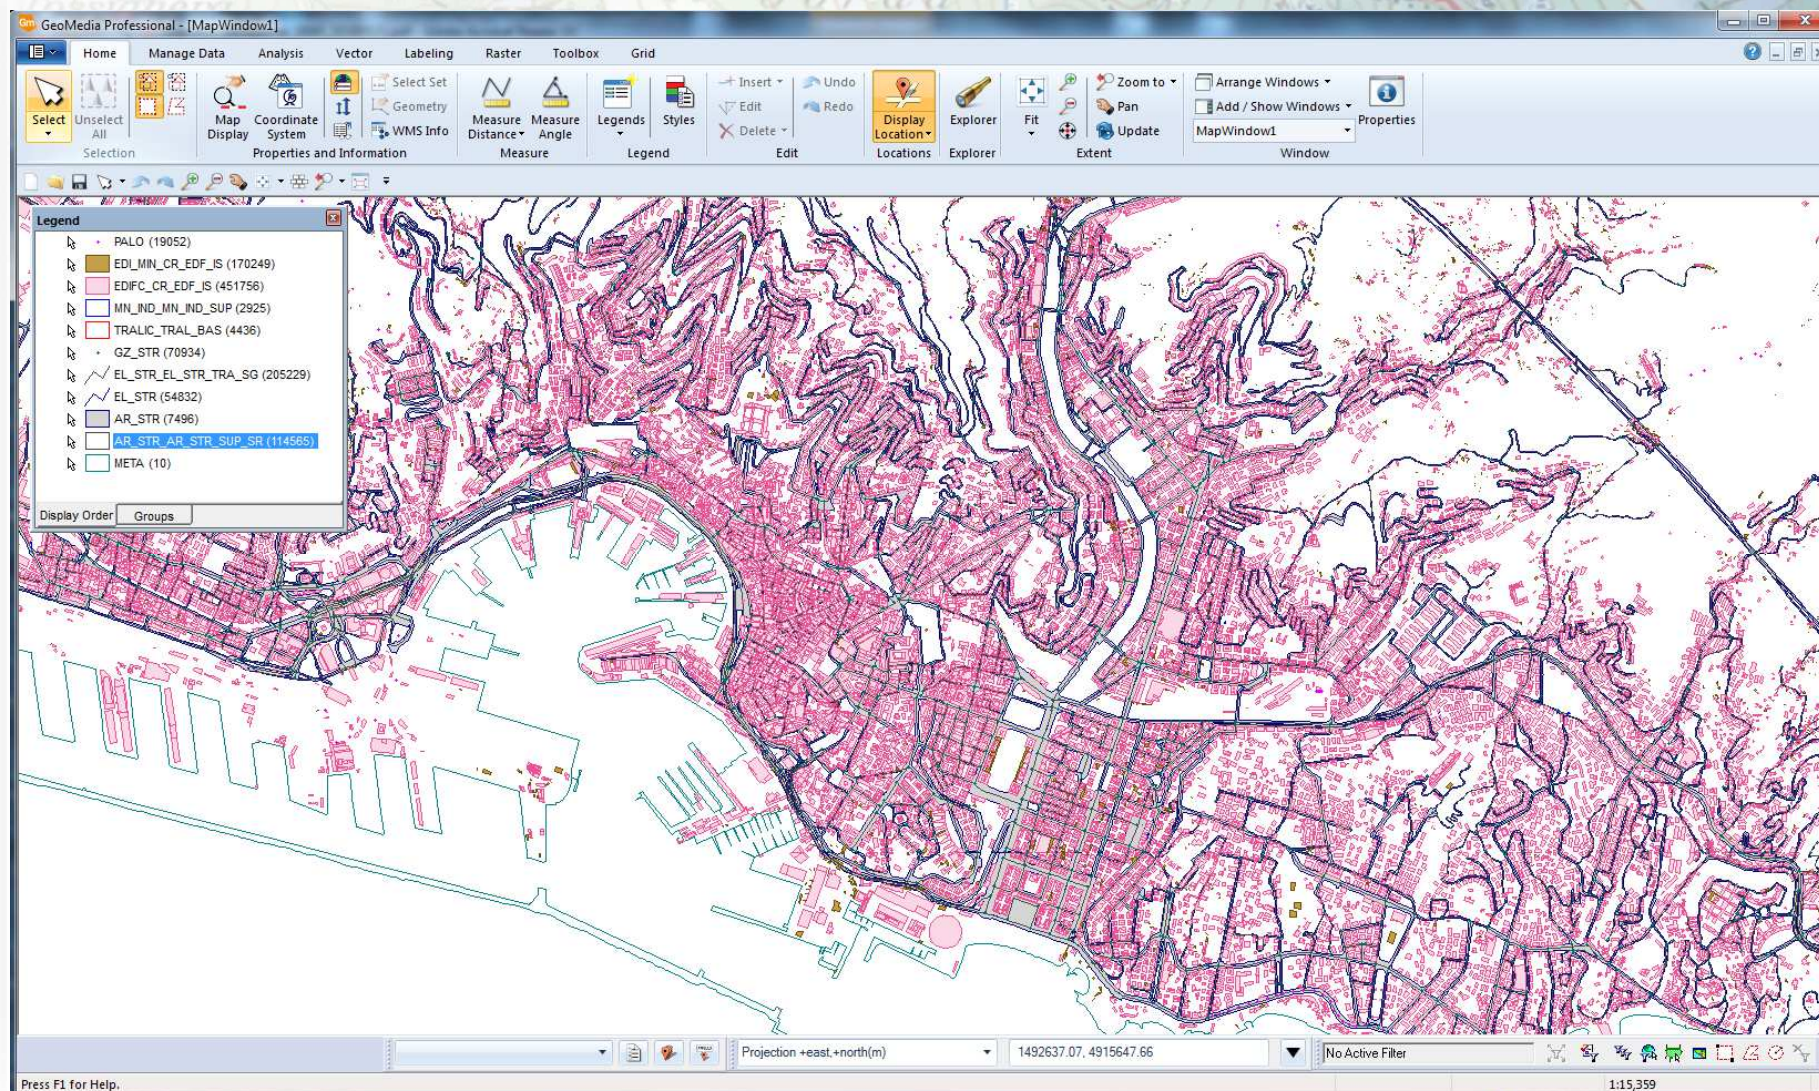 GeoMedia Professional - [MapWindow1]
Home Manage Data Analysis Vector Labeling Raster Toolbox Grid
Select
Unselect All
Selection
Map Display
Coordinate System
Select Set
Geometry
WMS Info
Properties and Information
Measure Distance
Measure Angle
Measure
Legends
Styles
Legend
Insert
Edit
Delete
Undo
Redo
Edit
Display Location
Locations
Explorer
Explorer
Fit
Zoom to
Pan
Update
Extent
Arrange Windows
Add / Show Windows
MapWindow1
Properties
Window
Legend
PALO (19052)
EDI_MIN_CR_EDF_IS (170249)
EDIFC_CR_EDF_IS (451756)
MN_IND_MN_IND_SUP (2925)
TRALIC_TRAL_BAS (4436)
GZ_STR (70934)
EL_STR_EL_STR_TRA_SG (205229)
EL_STR (54832)
AR_STR (7496)
AR_STR_AR_STR_SUP_SR (114565)
META (10)
Display Order Groups
Projection +east,+north(m)
1492637.07, 4915647.66
No Active Filter
Press F1 for Help.
1:15,359